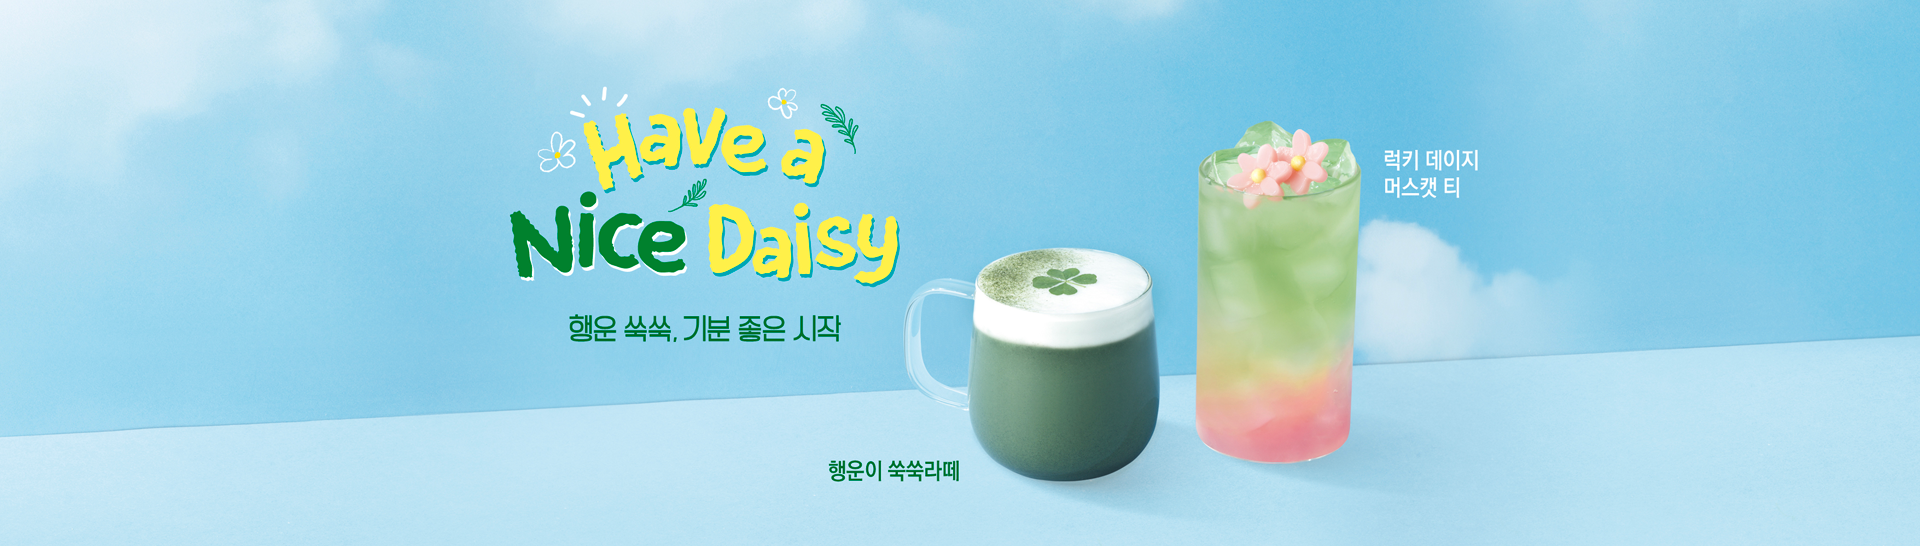 Have a
Nice Daisy
행운 쑥쑥, 기분 좋은 시작
행운이 쑥쑥라떼
럭키 데이지
머스캣 티